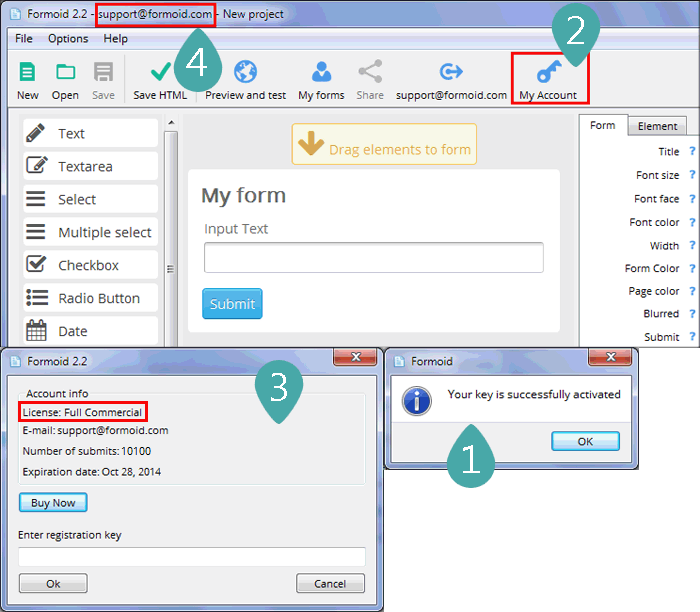 Formoid 2.2 - support@formoid.com - New project
File Options Help
4
2
New Open Save Save HTML Preview and test My forms Share support@formoid.com My Account
Text
Textarea
Select
Multiple select
Checkbox
Radio Button
Date
Drag elements to form
My form
Input Text
Submit
Form Element
Title ?
Font size ?
Font face ?
Font color ?
Width ?
Form Color ?
Page color ?
Blurred ?
Submit ?
Formoid 2.2
Account info
License: Full Commercial
E-mail: support@formoid.com
Number of submits: 10100
Expiration date: Oct 28, 2014
Buy Now
Enter registration key
Ok Cancel
3
Formoid
Your key is successfully activated
OK
1